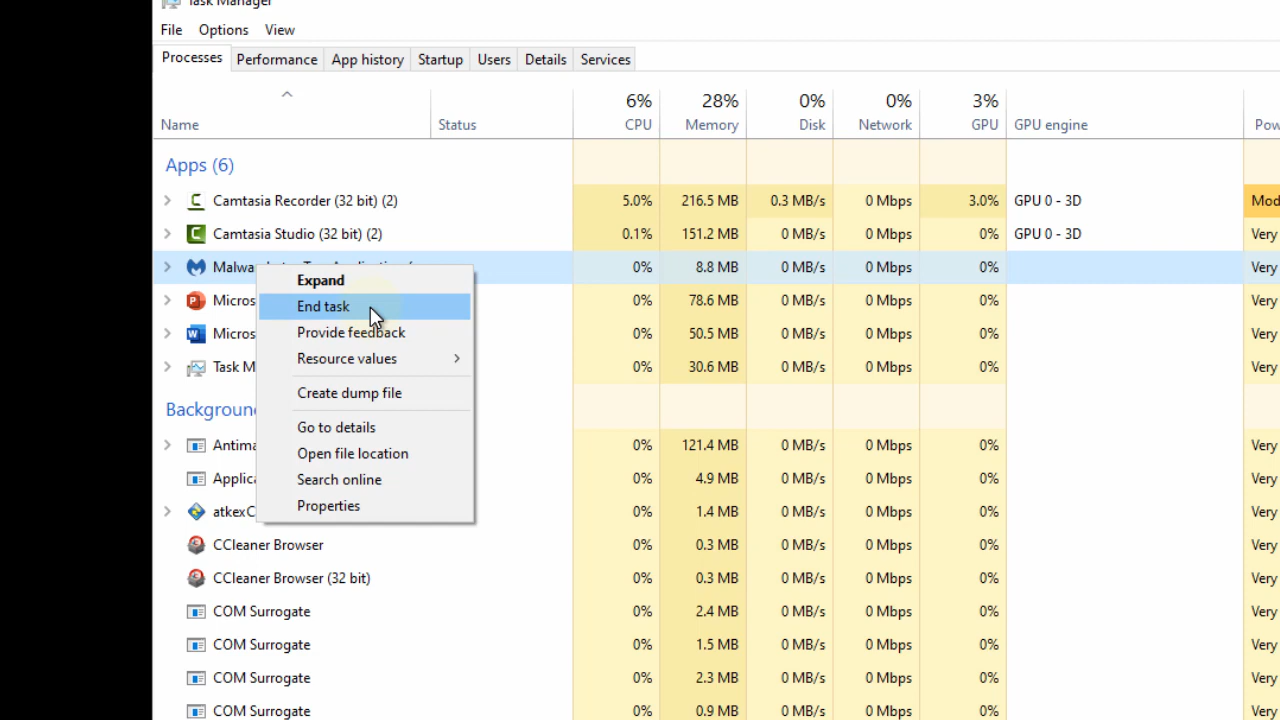 Task Manager
File Options View
Processes Performance App history Startup Users Details Services
6% 28% 0% 0% 3%
Name Status CPU Memory Disk Network GPU GPU engine Pow
Apps (6)
Camtasia Recorder (32 bit) (2) 5.0% 216.5 MB 0.3 MB/s 0 Mbps 3.0% GPU 0 - 3D Mod
Camtasia Studio (32 bit) (2) 0.1% 151.2 MB 0 MB/s 0 Mbps 0% GPU 0 - 3D Very
0% 8.8 MB 0 MB/s 0 Mbps 0% Very
Micros 0% 78.6 MB 0 MB/s 0 Mbps 0% Very
Micros 0% 50.5 MB 0 MB/s 0 Mbps 0% Very
Task M 0% 30.6 MB 0 MB/s 0 Mbps 0% Very
Expand
End task
Provide feedback
Resource values
Create dump file
Go to details
Open file location
Search online
Properties
Background
Antima 0% 121.4 MB 0 MB/s 0 Mbps 0% Very
Applica 0% 4.9 MB 0 MB/s 0 Mbps 0% Very
atkexC 0% 1.4 MB 0 MB/s 0 Mbps 0% Very
CCleaner Browser 0% 0.3 MB 0 MB/s 0 Mbps 0% Very
CCleaner Browser (32 bit) 0% 0.3 MB 0 MB/s 0 Mbps 0% Very
COM Surrogate 0% 2.4 MB 0 MB/s 0 Mbps 0% Very
COM Surrogate 0% 1.5 MB 0 MB/s 0 Mbps 0% Very
COM Surrogate 0% 2.3 MB 0 MB/s 0 Mbps 0% Very
COM Surrogate 0% 0.9 MB 0 MB/s 0 Mbps 0% Very